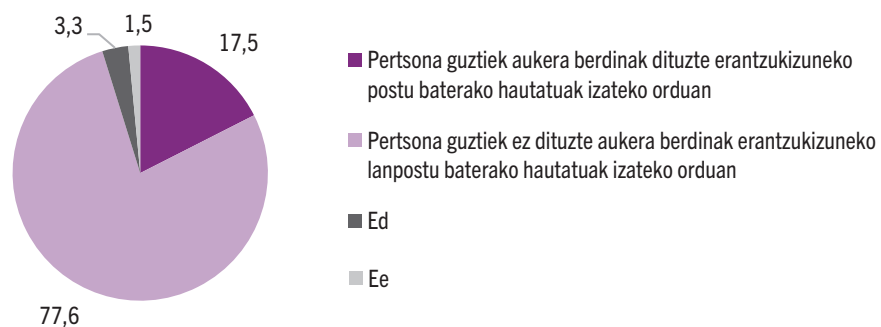 3,3
1,5
17,5
77,6
Pertsona guztiek aukera berdinak dituzte erantzukizuneko
postu baterako hautatuak izateko orduan
Pertsona guztiek ez dituzte aukera berdinak erantzukizuneko
lanpostu baterako hautatuak izateko orduan
Ed
Ee